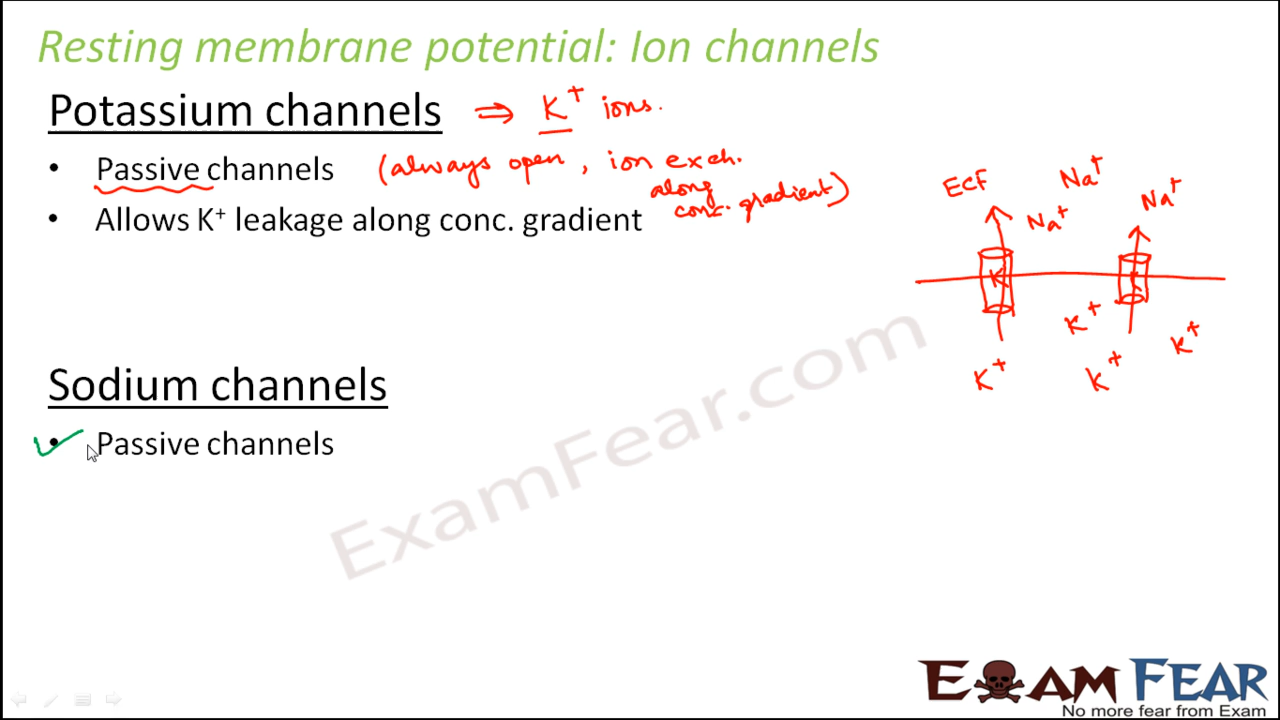 Resting membrane potential: Ion channels
Potassium channels ⇒ K⁺ ions.
• Passive channels (always open, ion exch.
along
conc. gradient)
• Allows K⁺ leakage along conc. gradient
ECF Na⁺
Na⁺ Na⁺
K K
K⁺ K⁺
K⁺ K⁺
Sodium channels
• Passive channels
ExamFear.com
EXAM FEAR
No more fear from Exam